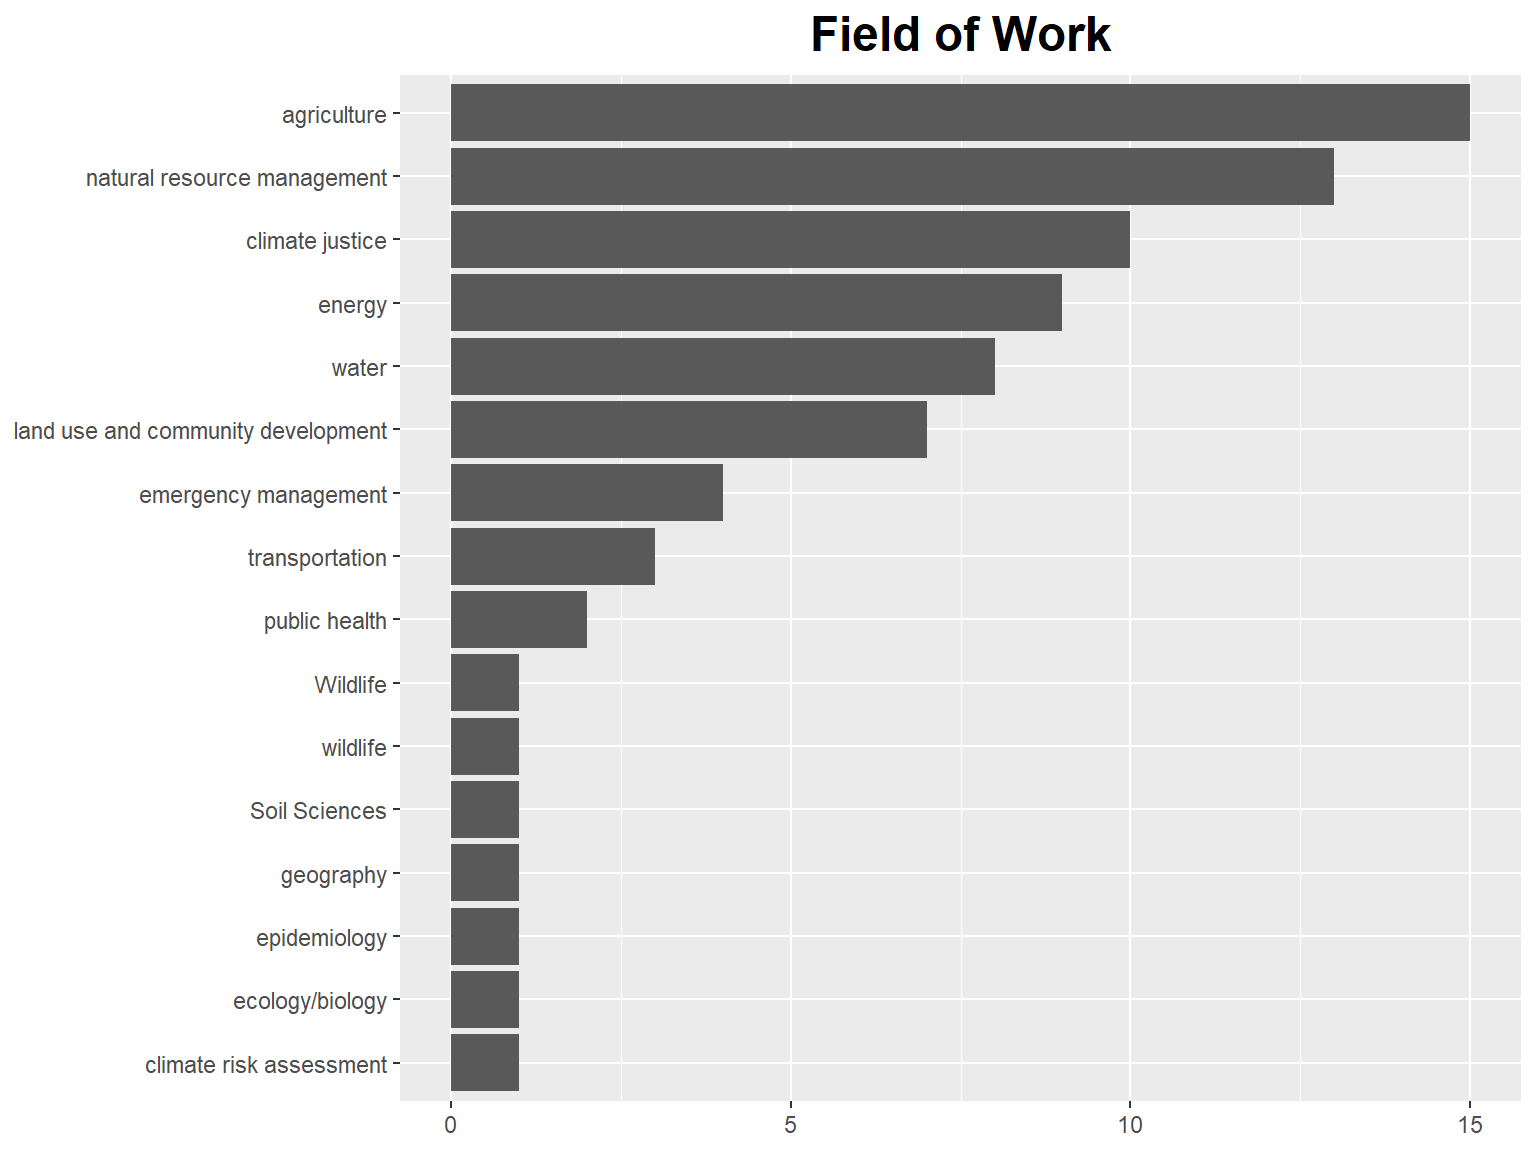 Field of Work
agriculture
natural resource management
climate justice
energy
water
land use and community development
emergency management
transportation
public health
Wildlife
wildlife
Soil Sciences
geography
epidemiology
ecology/biology
climate risk assessment
0 5 10 15